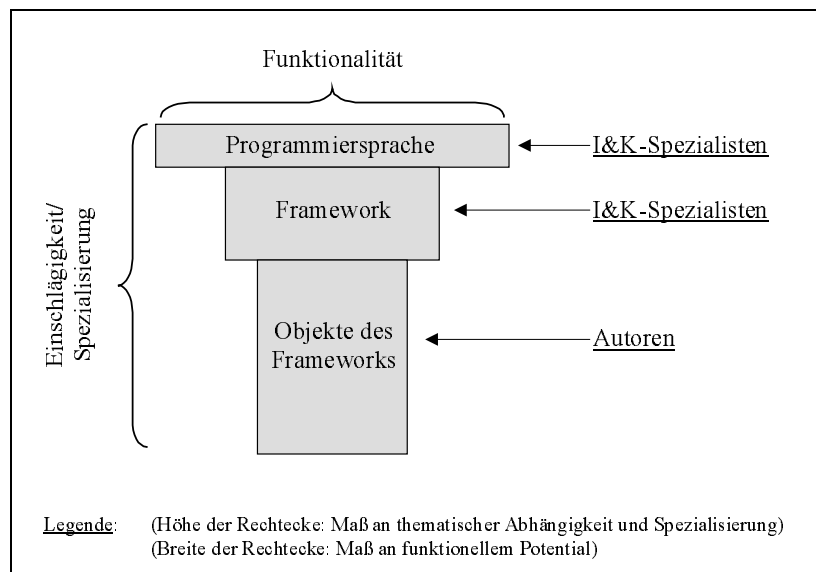 Funktionalität
Programmiersprache
I&K-Spezialisten
Framework
I&K-Spezialisten
Einschlägigkeit/
Spezialisierung
Objekte des
Frameworks
Autoren
Legende: (Höhe der Rechtecke: Maß an thematischer Abhängigkeit und Spezialisierung)
(Breite der Rechtecke: Maß an funktionellem Potential)